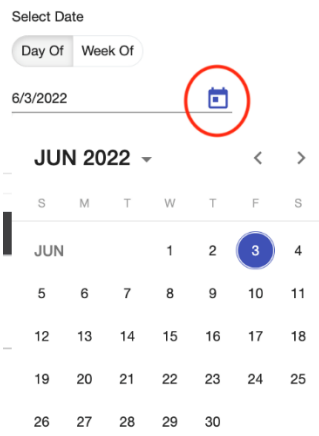 Select Date
Day Of Week Of
6/3/2022
JUN 2022
S M T W T F S
JUN 1 2 3 4
5 6 7 8 9 10 11
12 13 14 15 16 17 18
19 20 21 22 23 24 25
26 27 28 29 30